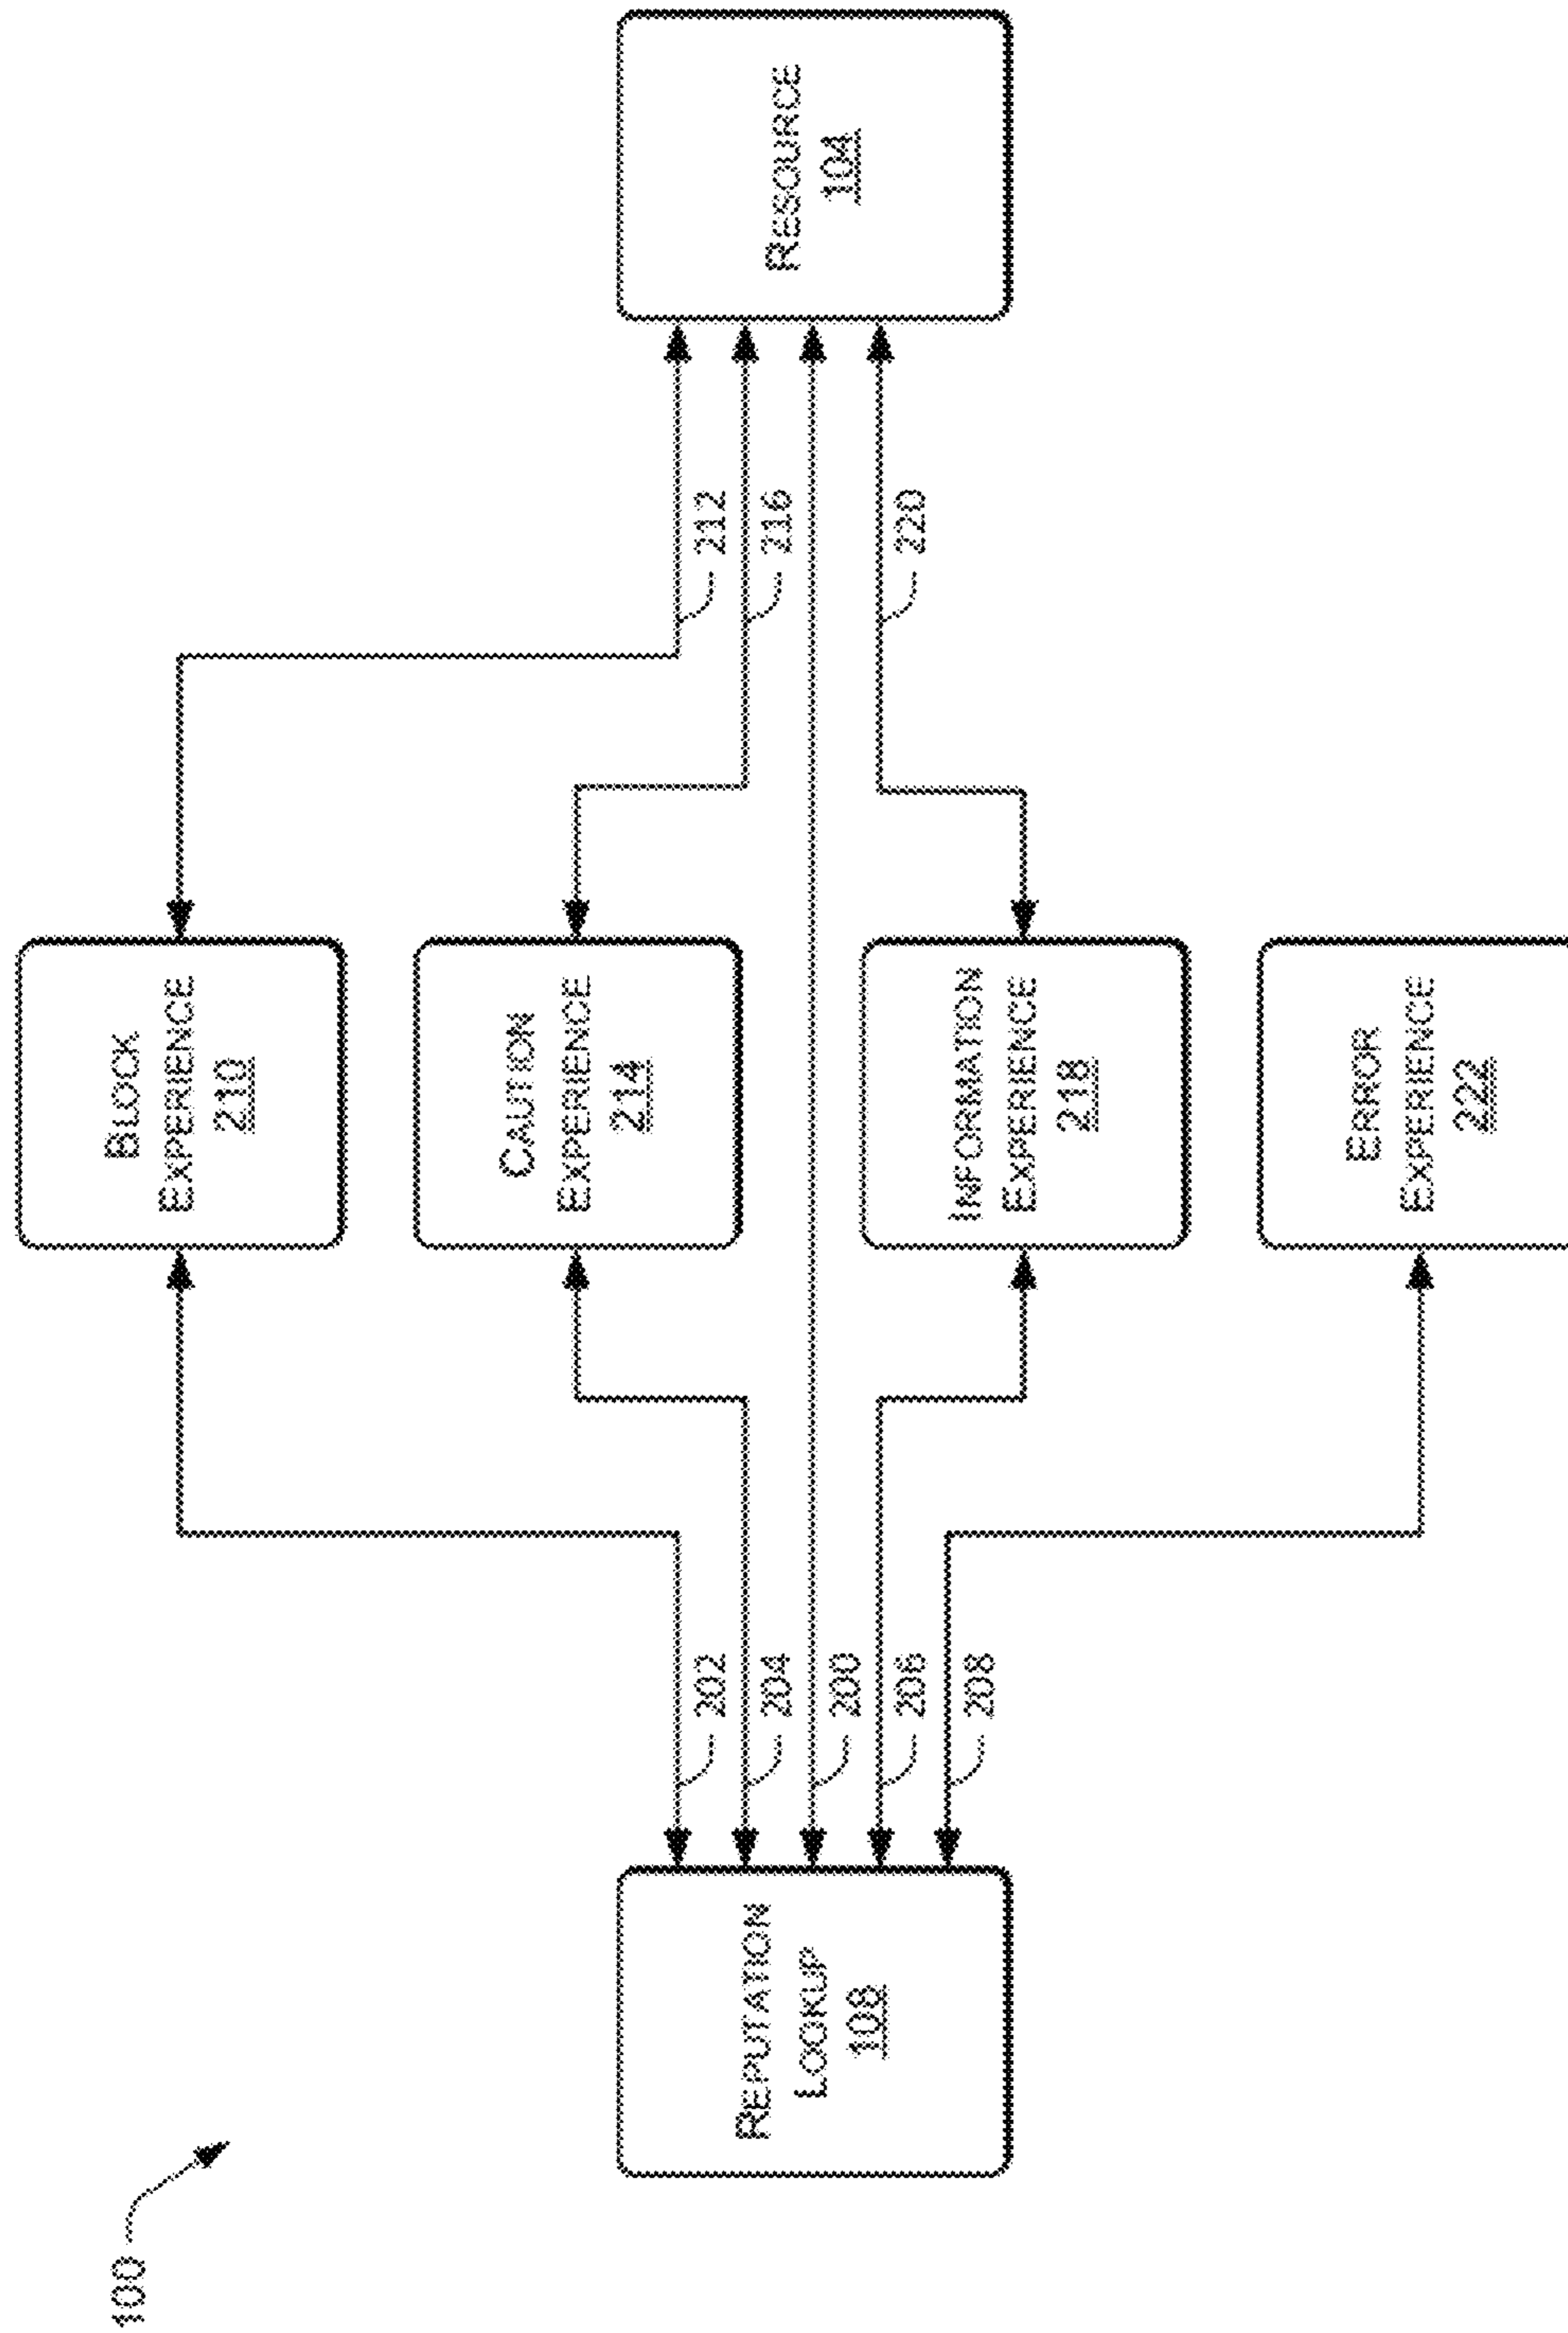 100
BLOCK
EXPERIENCE
210
CAUTION
EXPERIENCE
214
REPUTATION
LOOKUP
108
202
204
200
206
208
212
216
220
RESOURCE
104
INFORMATION
EXPERIENCE
218
ERROR
EXPERIENCE
222